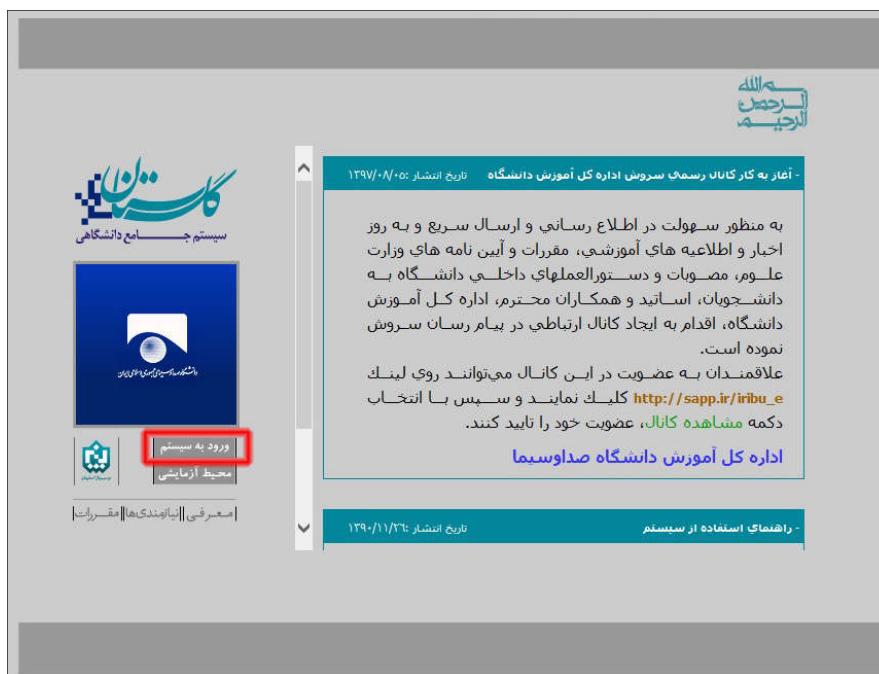 بسم الله
الرحمن
الرحیم
- آغاز به کار کانال رسمي سروش اداره کل آموزش دانشگاه تاریخ انتشار :۱۳۹۷/۰۸/۰۵
به منظور سهولت در اطلاع رساني و ارسال سريع و به روز
اخبار و اطلاعيه هاي آموزشي، مقررات و آيين نامه هاي وزارت
علوم، مصوبات و دستورالعملهاي داخلي دانشگاه به
دانشجويان، اساتيد و همكاران محترم، اداره كل آموزش
دانشگاه، اقدام به ايجاد كانال ارتباطي در پيام رسان سروش
نموده است.
علاقمندان به عضويت در اين كانال مي‌توانند روي لينك
http://sapp.ir/iribu_e كليك نمايند و سپس با انتخاب
دكمه مشاهده كانال، عضويت خود را تاييد كنند.
اداره كل آموزش دانشگاه صداوسيما
- راهنماي استفاده از سيستم تاریخ انتشار :۱۳۹۰/۱۱/۲۶
گلستان
سیستم جامع دانشگاهی
دانشگاه صداوسیمای جمهوری اسلامی ایران
ورود به سیستم
محیط آزمایشی
|معرفی||نیازمندی‌ها||مقررات|